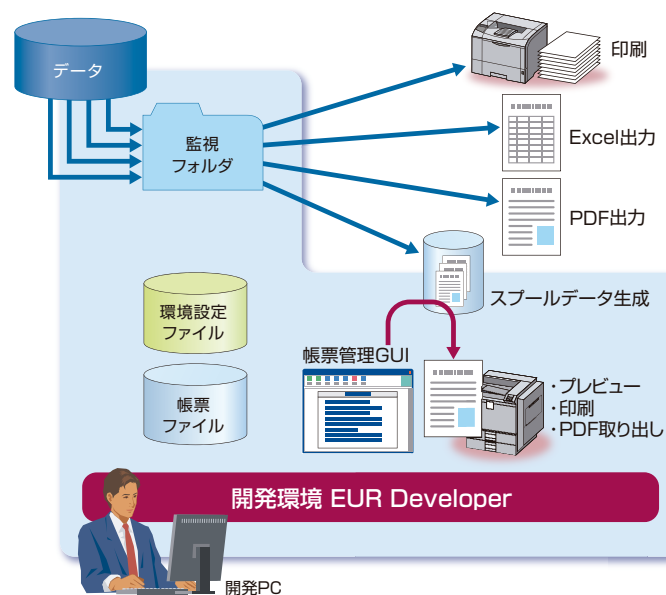 データ
印刷
監視
フォルダ
Excel出力
PDF出力
スプールデータ生成
環境設定
ファイル
帳票管理GUI
帳票
ファイル
・プレビュー
・印刷
・PDF取り出し
開発環境 EUR Developer
開発PC